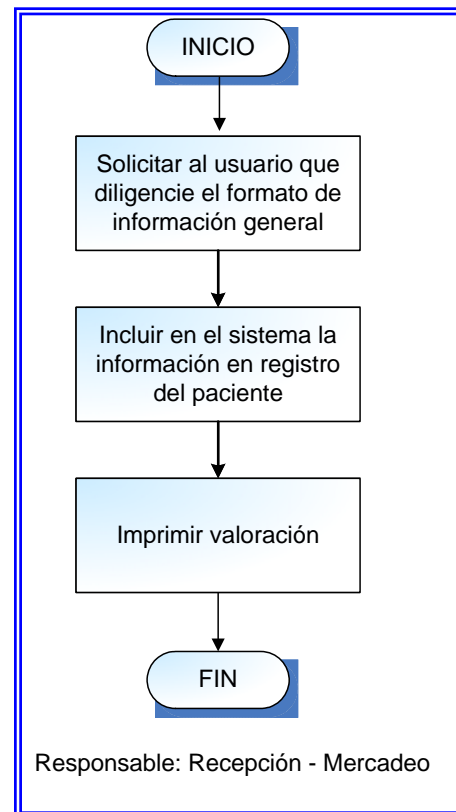 INICIO
Solicitar al usuario que
diligencie el formato de
información general
Incluir en el sistema la
información en registro
del paciente
Imprimir valoración
FIN
Responsable: Recepción - Mercadeo